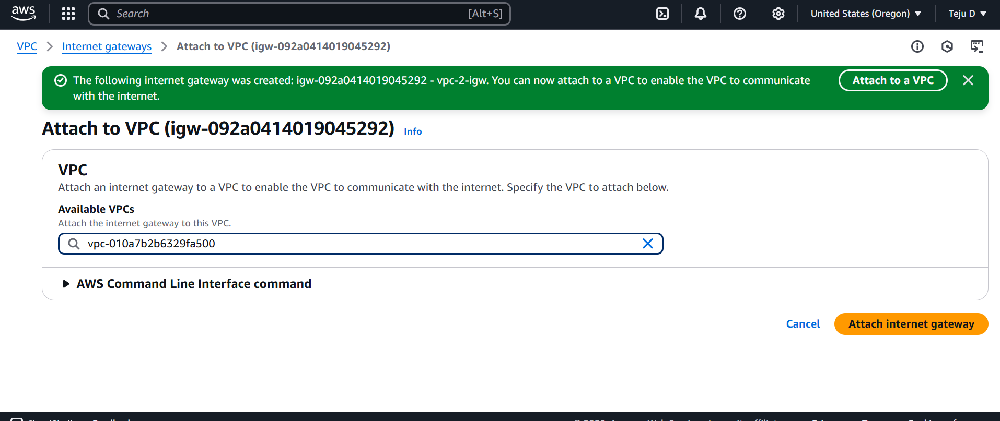 aws
Search
[Alt+S]
United States (Oregon)
Teju D
VPC
Internet gateways
Attach to VPC (igw-092a0414019045292)
The following internet gateway was created: igw-092a0414019045292 - vpc-2-igw. You can now attach to a VPC to enable the VPC to communicate
with the internet.
Attach to a VPC
Attach to VPC (igw-092a0414019045292)
Info
VPC
Attach an internet gateway to a VPC to enable the VPC to communicate with the internet. Specify the VPC to attach below.
Available VPCs
Attach the internet gateway to this VPC.
vpc-010a7b2b6329fa500
AWS Command Line Interface command
Cancel
Attach internet gateway